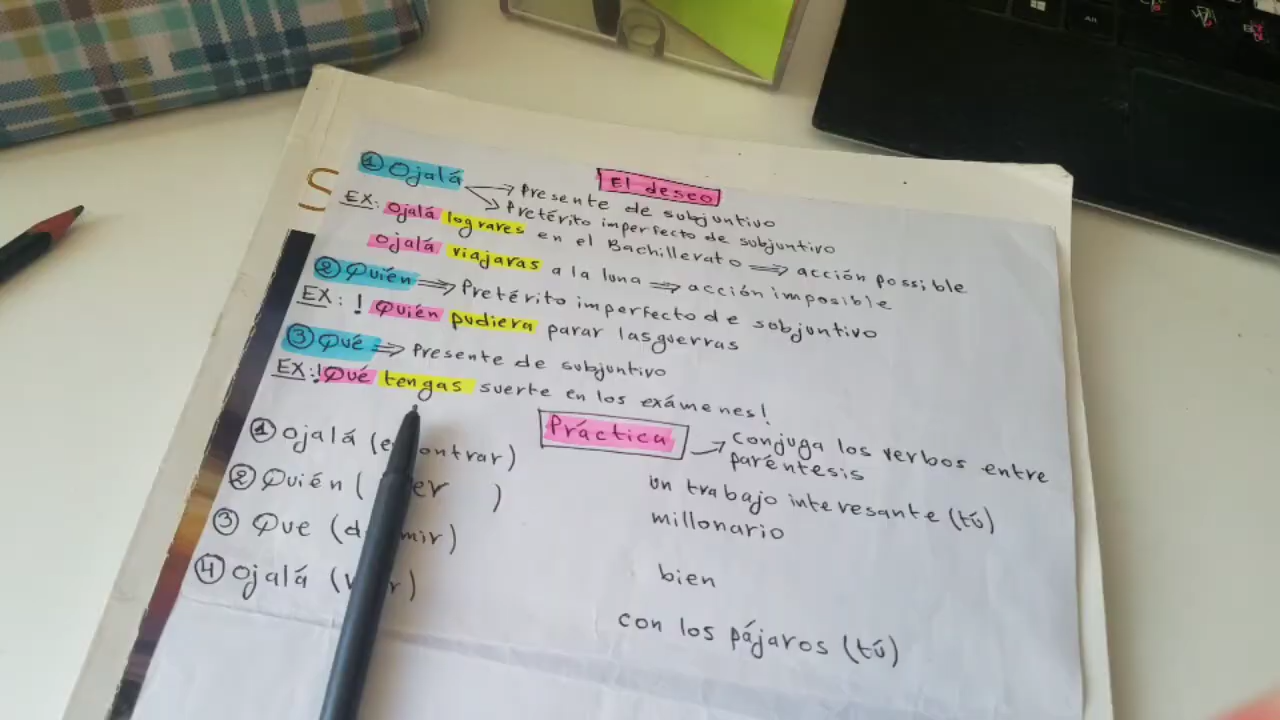 El deseo
① Ojalá → Presente de subjuntivo
→ Pretérito imperfecto de subjuntivo
EX: Ojalá lograres en el Bachillerato ⇒ acción possible
Ojalá viajaras a la luna ⇒ acción imposible
② Quién ⇒ Pretérito imperfecto de subjuntivo
EX: ! Quién pudiera parar las guerras
③ Qué ⇒ Presente de subjuntivo
EX: ! Qué tengas suerte en los exámenes!
Práctica → conjuga los verbos entre
paréntesis
① Ojalá ( ) un trabajo interesante (tú)
② Quién ( ) millonario
③ Que ( ) bien
④ Ojalá ( ) con los pájaros (tú)